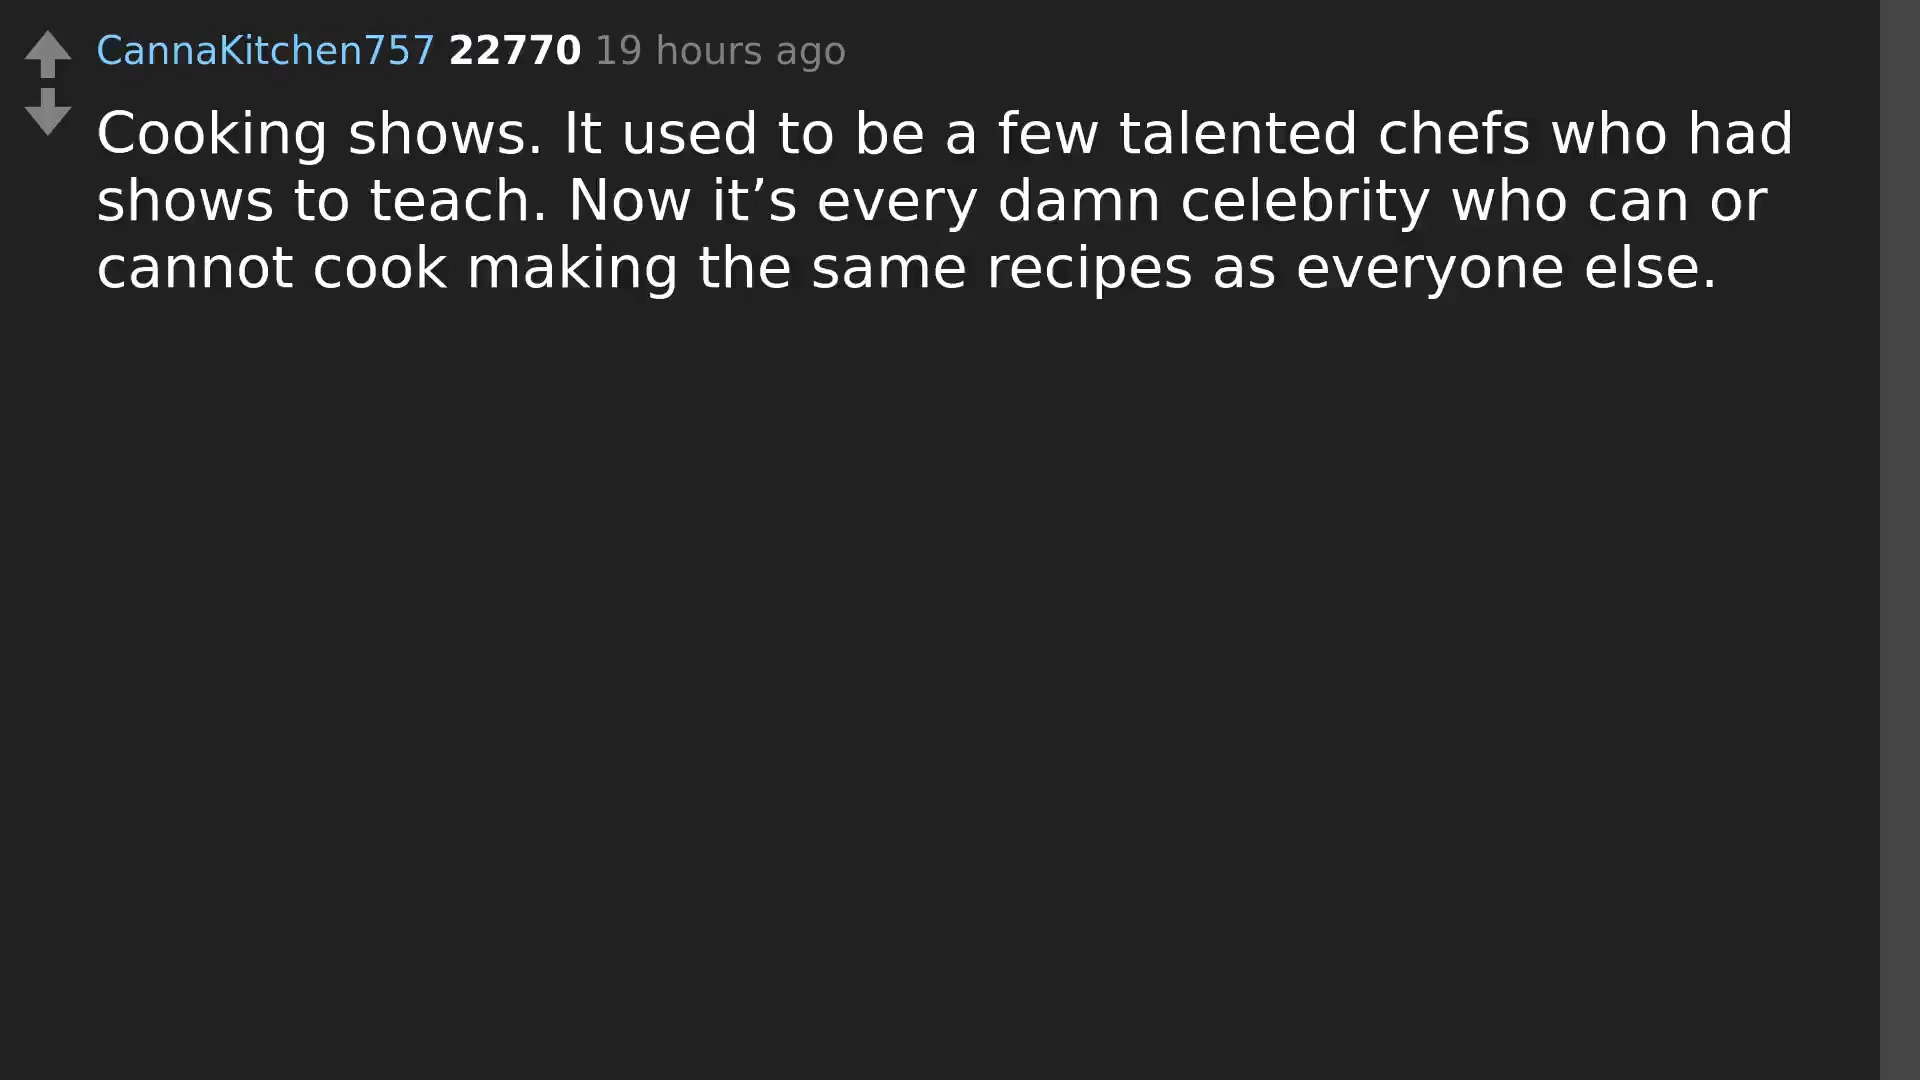 CannaKitchen757 22770 19 hours ago
Cooking shows. It used to be a few talented chefs who had
shows to teach. Now it’s every damn celebrity who can or
cannot cook making the same recipes as everyone else.